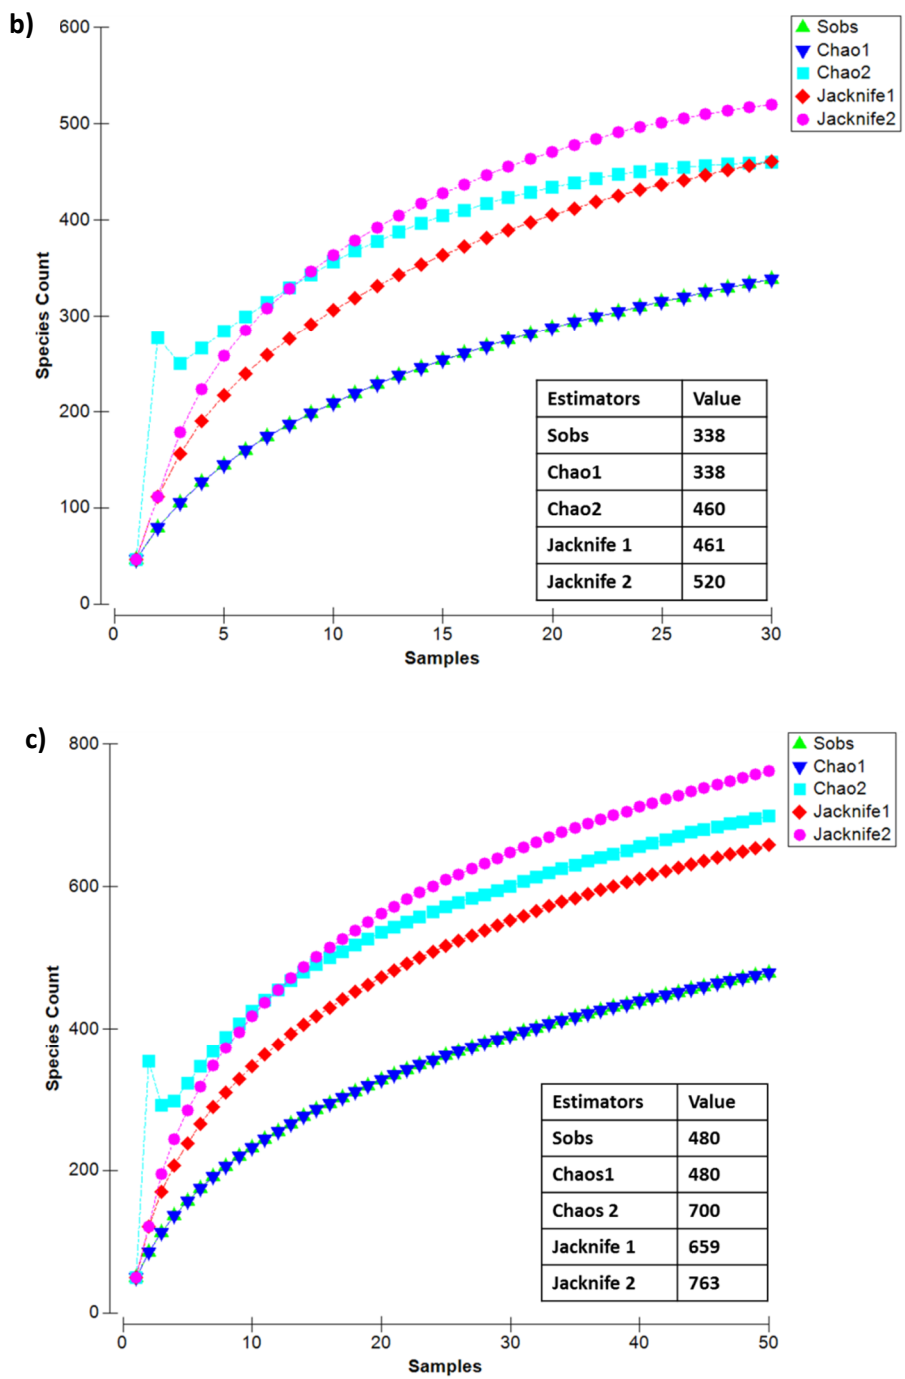 b)
600
500
400
300
200
100
0
Species Count
0 5 10 15 20 25 30
Samples
Sobs
Chao1
Chao2
Jacknife1
Jacknife2
Estimators Value
Sobs 338
Chao1 338
Chao2 460
Jacknife 1 461
Jacknife 2 520
c)
800
600
400
200
0
Species Count
0 10 20 30 40 50
Samples
Sobs
Chao1
Chao2
Jacknife1
Jacknife2
Estimators Value
Sobs 480
Chaos1 480
Chaos 2 700
Jacknife 1 659
Jacknife 2 763